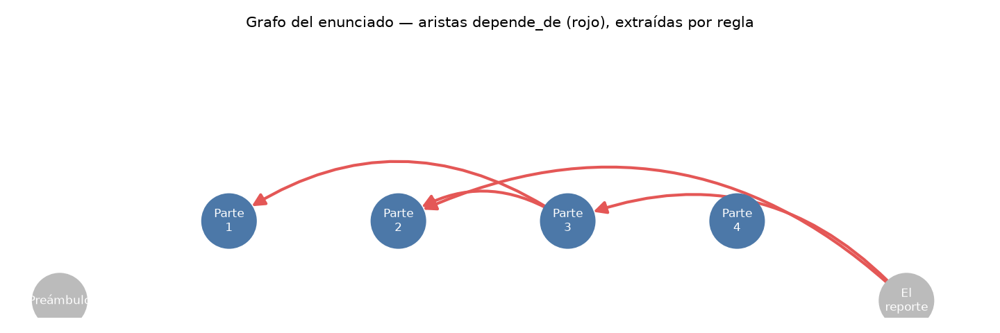 Grafo del enunciado — aristas depende_de (rojo), extraídas por regla
Parte
1
Parte
2
Parte
3
Parte
4
Preámbulo
El
reporte